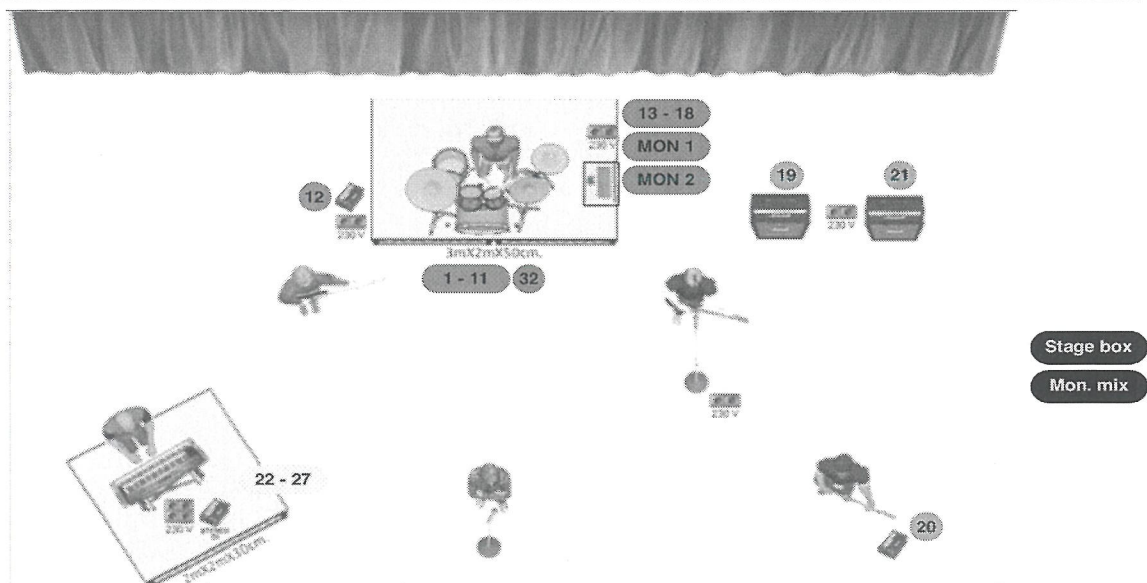 13 - 18
230 V
MON 1
MON 2
12
230 V
19
21
230 V
3mX2mX50cm.
1 - 11
32
Stage box
Mon. mix
230 V
22 - 27
230 V
20
2mX2mX30cm.